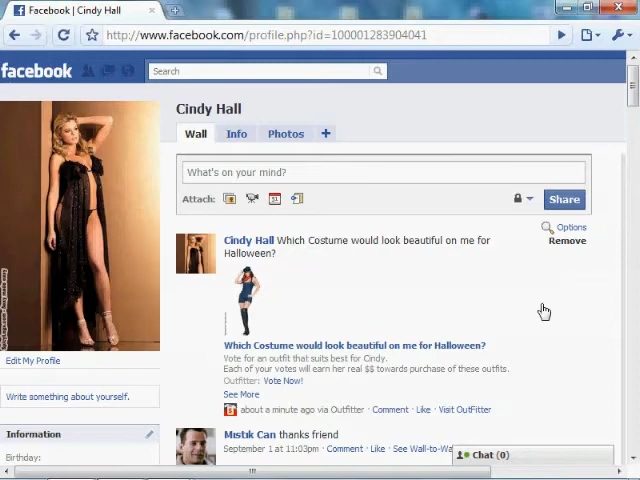 Facebook | Cindy Hall
http://www.facebook.com/profile.php?id=100001283904041
facebook
Search
Cindy Hall
Wall Info Photos +
What's on your mind?
Attach: 31 Share
Options
Cindy Hall Which Costume would look beautiful on me for
Halloween?
Remove
Which Costume would look beautiful on me for Halloween?
Vote for an outfit that suits best for Cindy.
Each of your votes will earn her real $$ towards purchase of these outfits.
Outfitter: Vote Now!
See More
about a minute ago via Outfitter · Comment · Like · Visit OutFitter
Edit My Profile
Write something about yourself.
Information
Birthday:
Mistik Can thanks friend
September 1 at 11:03pm · Comment · Like · See Wall-to-Wa
Chat (0)